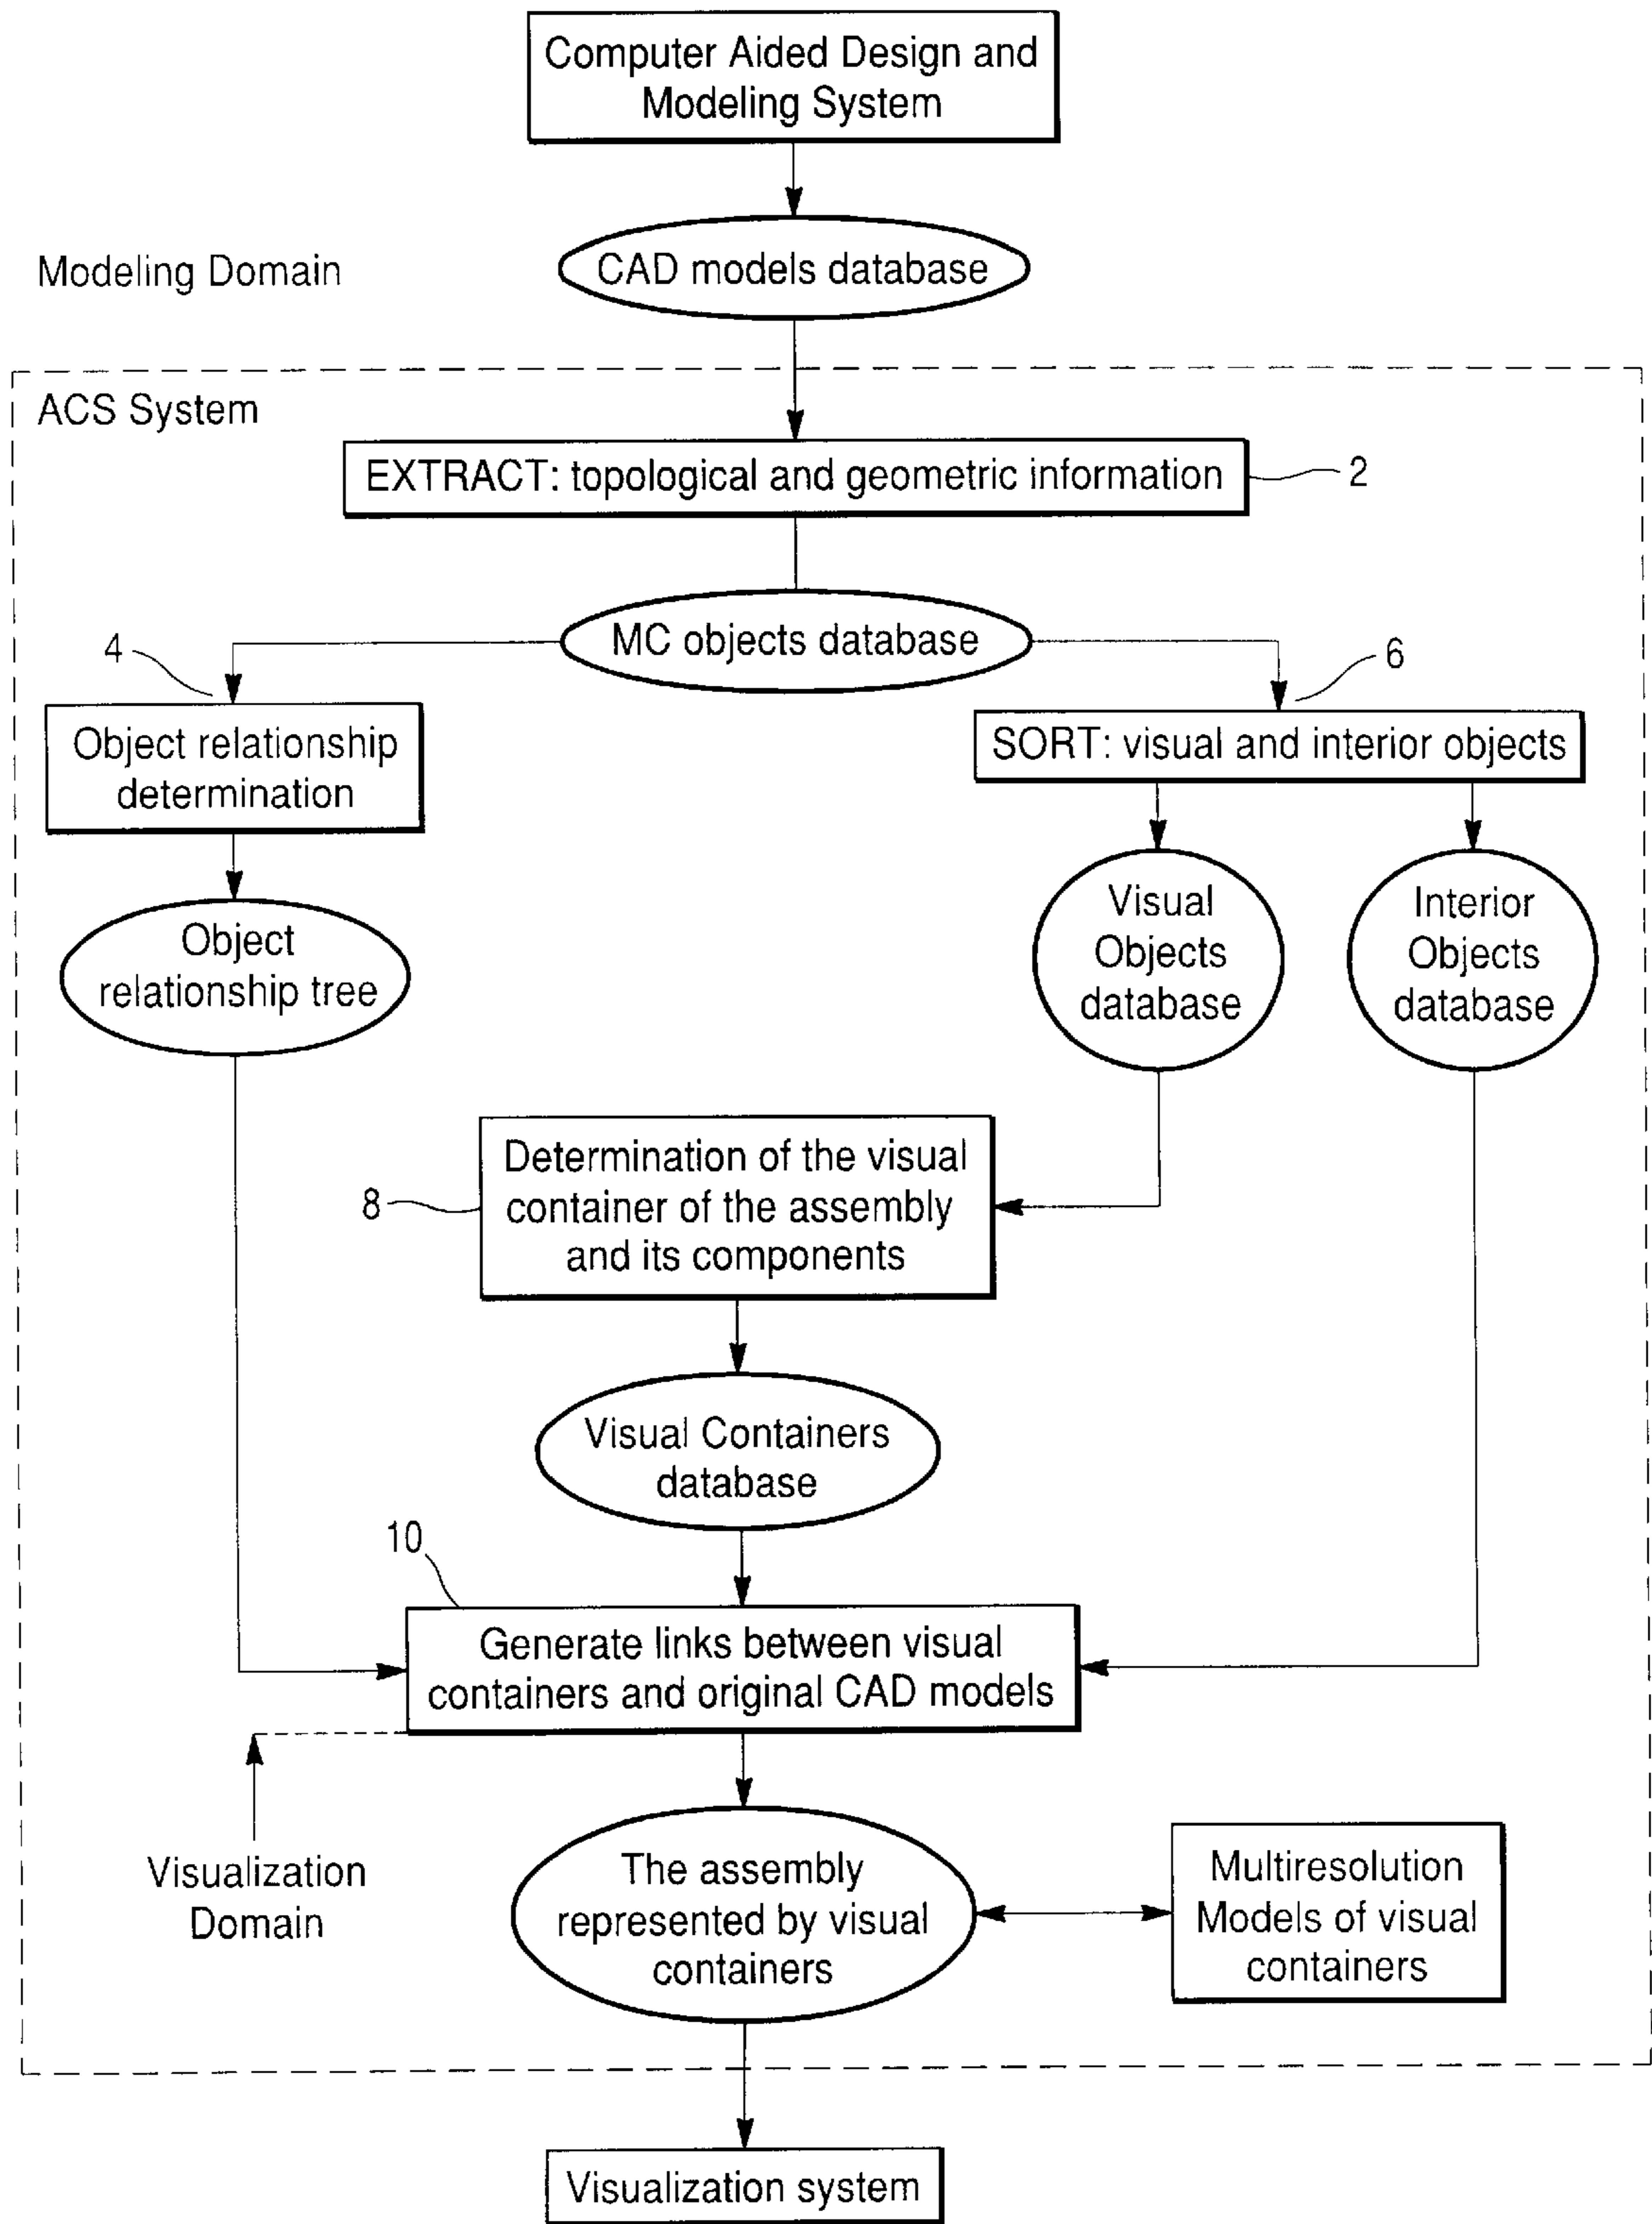 Computer Aided Design and
Modeling System
Modeling Domain
CAD models database
ACS System
EXTRACT: topological and geometric information
2
MC objects database
4
6
Object relationship
determination
SORT: visual and interior objects
Object
relationship tree
Visual
Objects
database
Interior
Objects
database
8
Determination of the visual
container of the assembly
and its components
Visual Containers
database
10
Generate links between visual
containers and original CAD models
Visualization
Domain
The assembly
represented by visual
containers
Multiresolution
Models of visual
containers
Visualization system